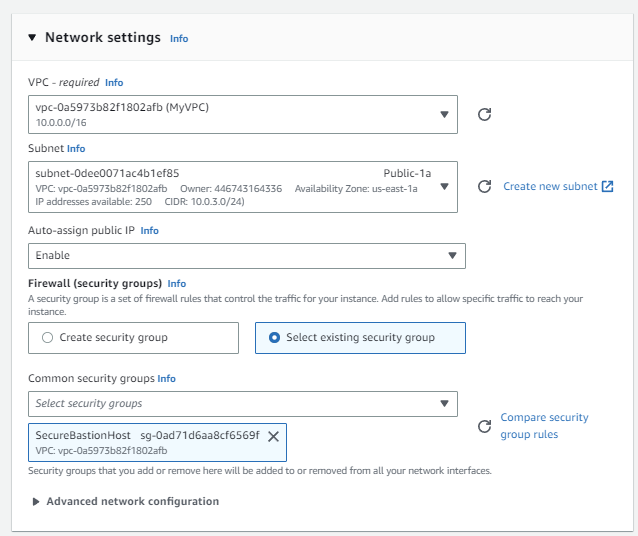 Network settings Info
VPC - required Info
vpc-0a5973b82f1802afb (MyVPC)
10.0.0.0/16
Subnet Info
subnet-0dee0071ac4b1ef85 Public-1a
VPC: vpc-0a5973b82f1802afb Owner: 446743164336 Availability Zone: us-east-1a
IP addresses available: 250 CIDR: 10.0.3.0/24)
Create new subnet
Auto-assign public IP Info
Enable
Firewall (security groups) Info
A security group is a set of firewall rules that control the traffic for your instance. Add rules to allow specific traffic to reach your
instance.
Create security group
Select existing security group
Common security groups Info
Select security groups
SecureBastionHost sg-0ad71d6aa8cf6569f
VPC: vpc-0a5973b82f1802afb
Compare security
group rules
Security groups that you add or remove here will be added to or removed from all your network interfaces.
Advanced network configuration